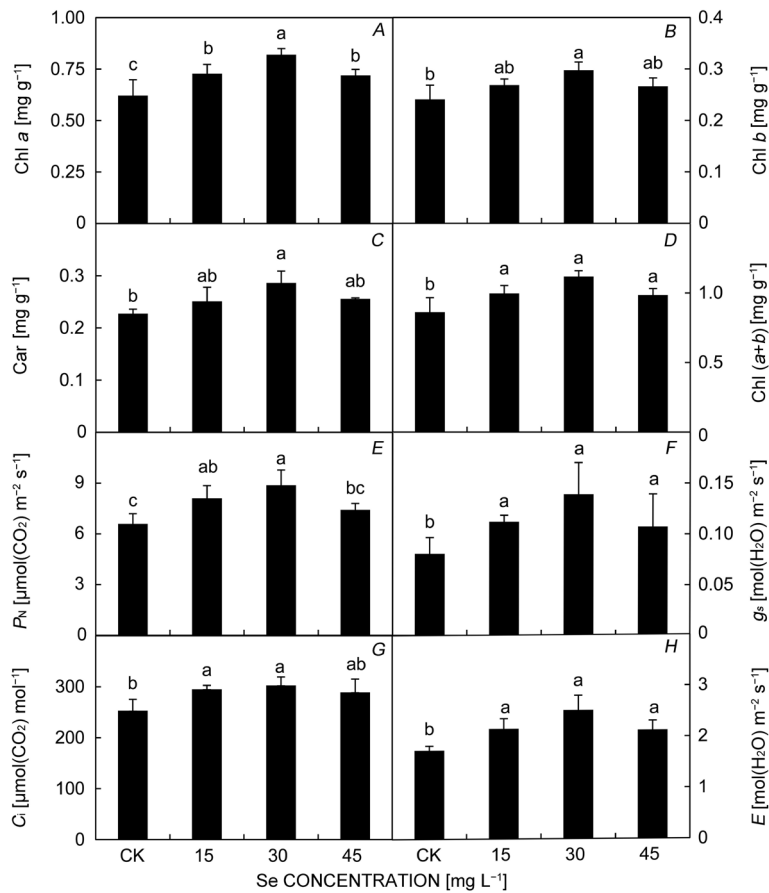 1.00
0.75
0.50
0.25
0
Chl a [mg g⁻¹]
A
c
b
a
b
B
b
ab
a
ab
0.4
0.3
0.2
0.1
0
Chl b [mg g⁻¹]
0.3
0.2
0.1
0
Car [mg g⁻¹]
C
b
ab
a
ab
D
b
a
a
a
1.0
0.5
0
Chl (a+b) [mg g⁻¹]
9
6
3
0
P_N [µmol(CO₂) m⁻² s⁻¹]
E
c
ab
a
bc
F
b
a
a
a
0.15
0.10
0.05
0
gₛ [mol(H₂O) m⁻² s⁻¹]
300
200
100
0
Cᵢ [µmol(CO₂) mol⁻¹]
G
b
a
a
ab
H
b
a
a
a
3
2
1
0
E [mol(H₂O) m⁻² s⁻¹]
CK 15 30 45 CK 15 30 45
Se CONCENTRATION [mg L⁻¹]